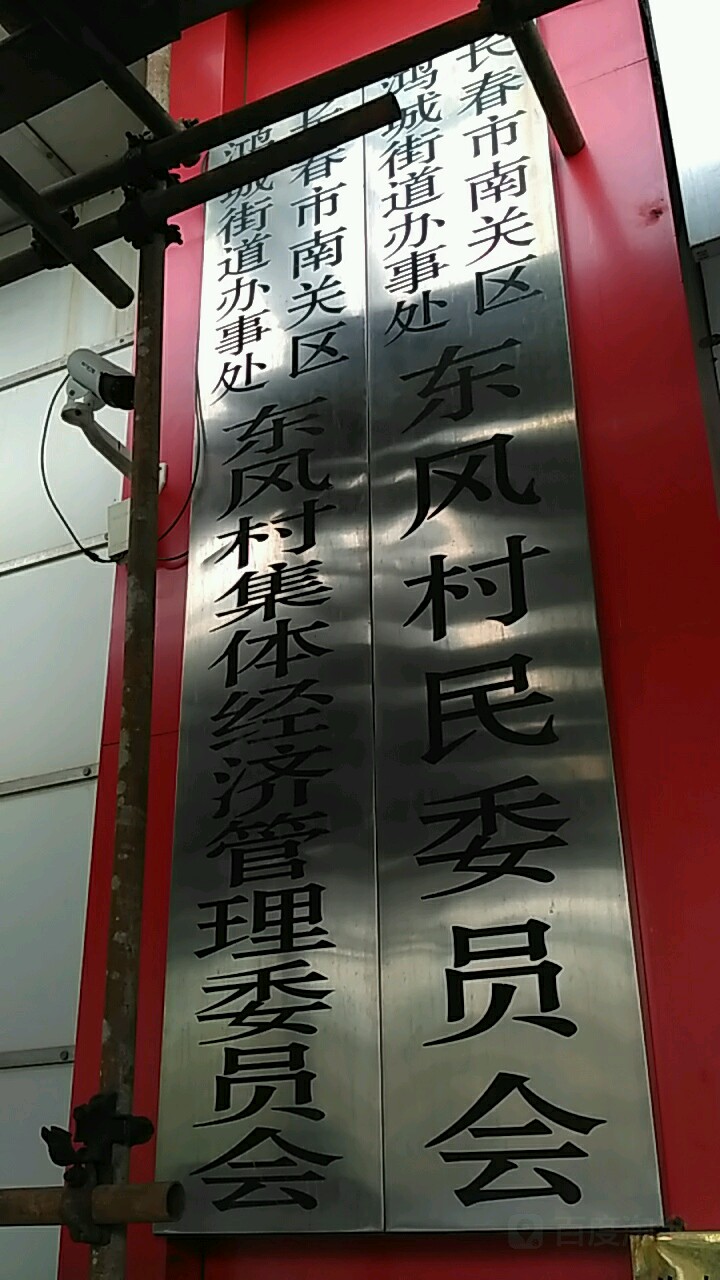 长春市南关区
鸿城街道办事处
东风村民委员会
长春市南关区
鸿城街道办事处
东风村集体经济管理委员会